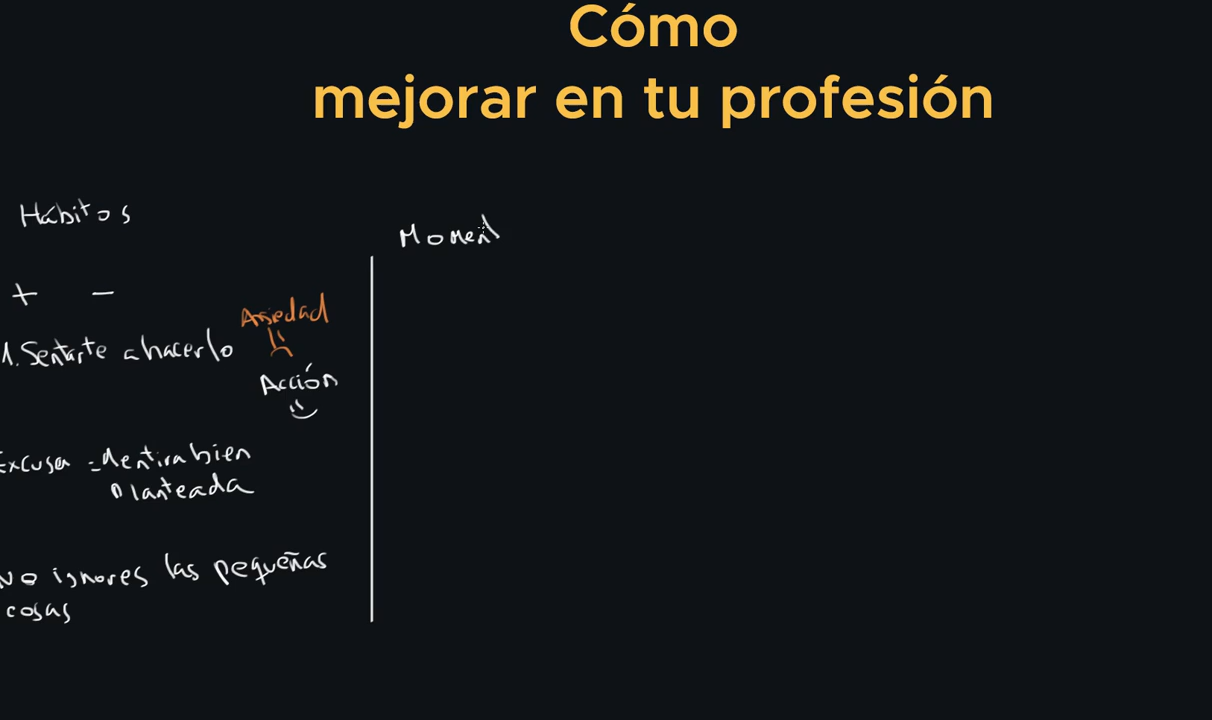 Cómo
mejorar en tu profesión
Hábitos
+ -
1. Sentarte a hacerlo
Ansiedad
Acción
Excusa = Mentira bien
Planteada
No ignores las pequeñas
cosas
Moment